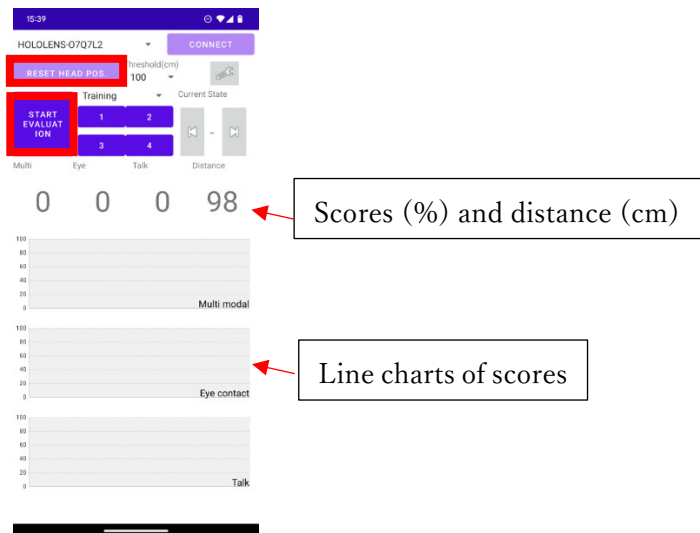 15:39
HOLOLENS-07Q7L2
CONNECT
RESET HEAD POS.
Threshold(cm)
100
Training
Current State
START
EVALUAT
ION
1
2
3
4
-
Multi
Eye
Talk
Distance
0
0
0
98
Scores (%) and distance (cm)
100
80
60
40
20
0
Multi modal
100
80
60
40
20
0
Eye contact
Line charts of scores
100
80
60
40
20
0
Talk